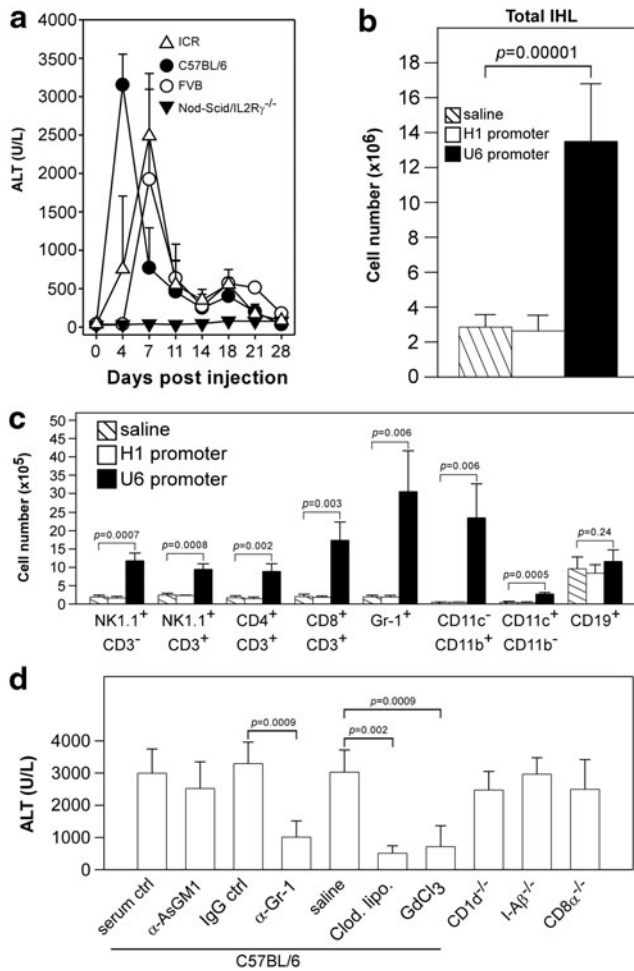 a
ICR
C57BL/6
FVB
Nod-Scid/IL2Rγ-/-
ALT (U/L)
4000
3500
3000
2500
2000
1500
1000
500
0
0 4 7 11 14 18 21 28
Days post injection
b
Total IHL
p=0.00001
saline
H1 promoter
U6 promoter
Cell number (x10⁶)
18
16
14
12
10
8
6
4
2
0
c
saline
H1 promoter
U6 promoter
Cell number (x10⁵)
50
45
40
35
30
25
20
15
10
5
0
p=0.0007
p=0.0008
p=0.002
p=0.003
p=0.006
p=0.006
p=0.0005
p=0.24
NK1.1⁺ NK1.1⁺ CD4⁺ CD8⁺ Gr-1⁺ CD11c⁻ CD11c⁺ CD19⁺
CD3⁻ CD3⁺ CD3⁺ CD3⁺ CD11b⁺ CD11b⁻
d
p=0.0009
p=0.0009
p=0.002
ALT (U/L)
4000
3000
2000
1000
0
serum ctrl
α-AsGM1
IgG ctrl
α-Gr-1
saline
Clod. lipo.
GdCl₃
CD1d-/-
I-Aβ-/-
CD8α-/-
C57BL/6